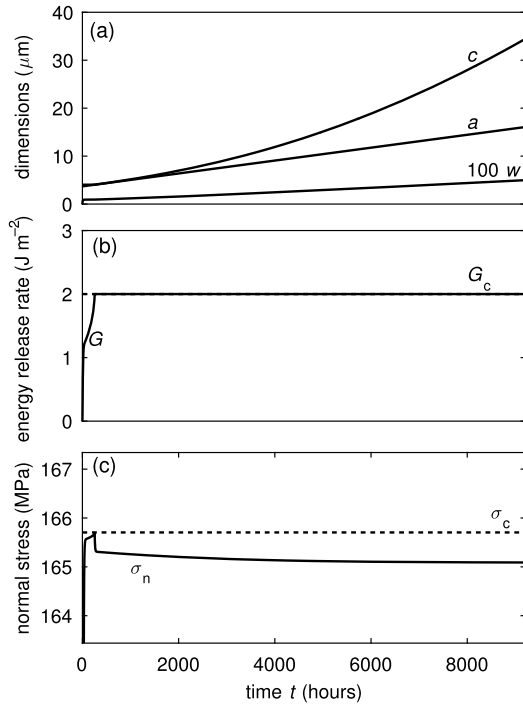 (a)
40
30
20
10
0
dimensions (μm)
c
a
100 w
(b)
3
2
1
0
energy release rate (J m⁻²)
G_c
G
(c)
167
166
165
164
normal stress (MPa)
σ_c
σ_n
0 2000 4000 6000 8000
time t (hours)